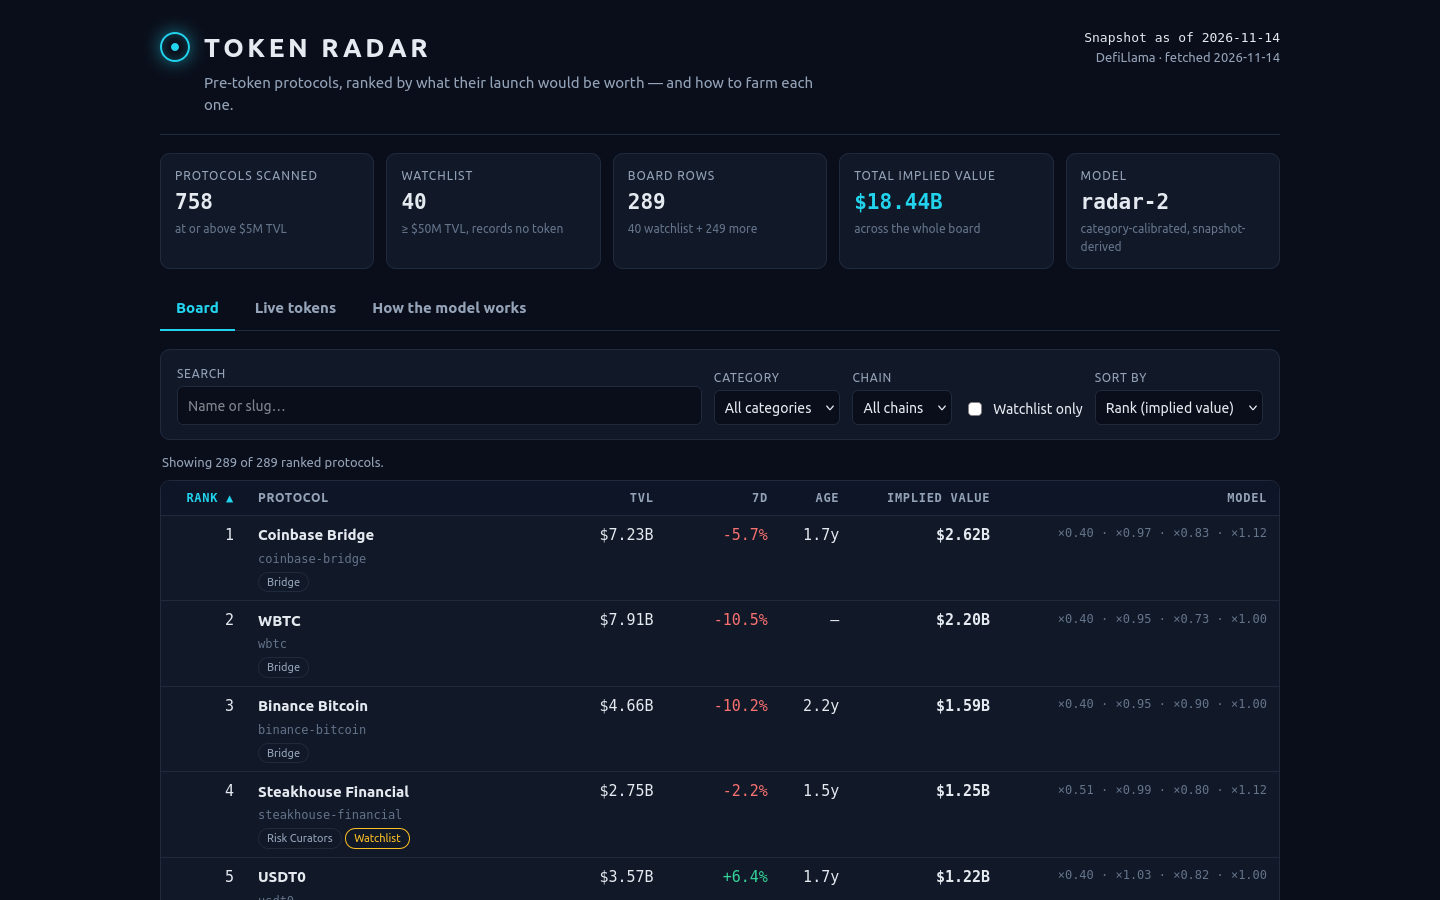 TOKEN RADAR
Pre-token protocols, ranked by what their launch would be worth — and how to farm each
one.
Snapshot as of 2026-11-14
DefiLlama · fetched 2026-11-14
PROTOCOLS SCANNED
758
at or above $5M TVL
WATCHLIST
40
≥ $50M TVL, records no token
BOARD ROWS
289
40 watchlist + 249 more
TOTAL IMPLIED VALUE
$18.44B
across the whole board
MODEL
radar-2
category-calibrated, snapshot-
derived
Board Live tokens How the model works
SEARCH
Name or slug…
CATEGORY
All categories
CHAIN
All chains
Watchlist only
SORT BY
Rank (implied value)
Showing 289 of 289 ranked protocols.
RANK ▲ PROTOCOL TVL 7D AGE IMPLIED VALUE MODEL
1 Coinbase Bridge $7.23B -5.7% 1.7y $2.62B ×0.40 · ×0.97 · ×0.83 · ×1.12
coinbase-bridge
Bridge
2 WBTC $7.91B -10.5% — $2.20B ×0.40 · ×0.95 · ×0.73 · ×1.00
wbtc
Bridge
3 Binance Bitcoin $4.66B -10.2% 2.2y $1.59B ×0.40 · ×0.95 · ×0.90 · ×1.00
binance-bitcoin
Bridge
4 Steakhouse Financial $2.75B -2.2% 1.5y $1.25B ×0.51 · ×0.99 · ×0.80 · ×1.12
steakhouse-financial
Risk Curators Watchlist
5 USDT0 $3.57B +6.4% 1.7y $1.22B ×0.40 · ×1.03 · ×0.82 · ×1.00